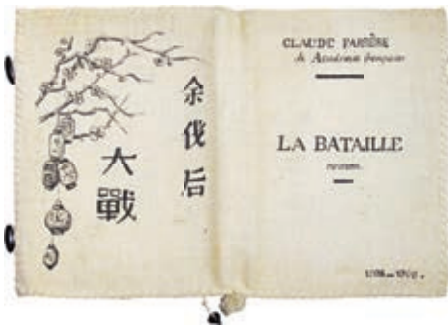 余伐后
大戰
CLAUDE FARRÈRE
de l'Académie française
LA BATAILLE
roman